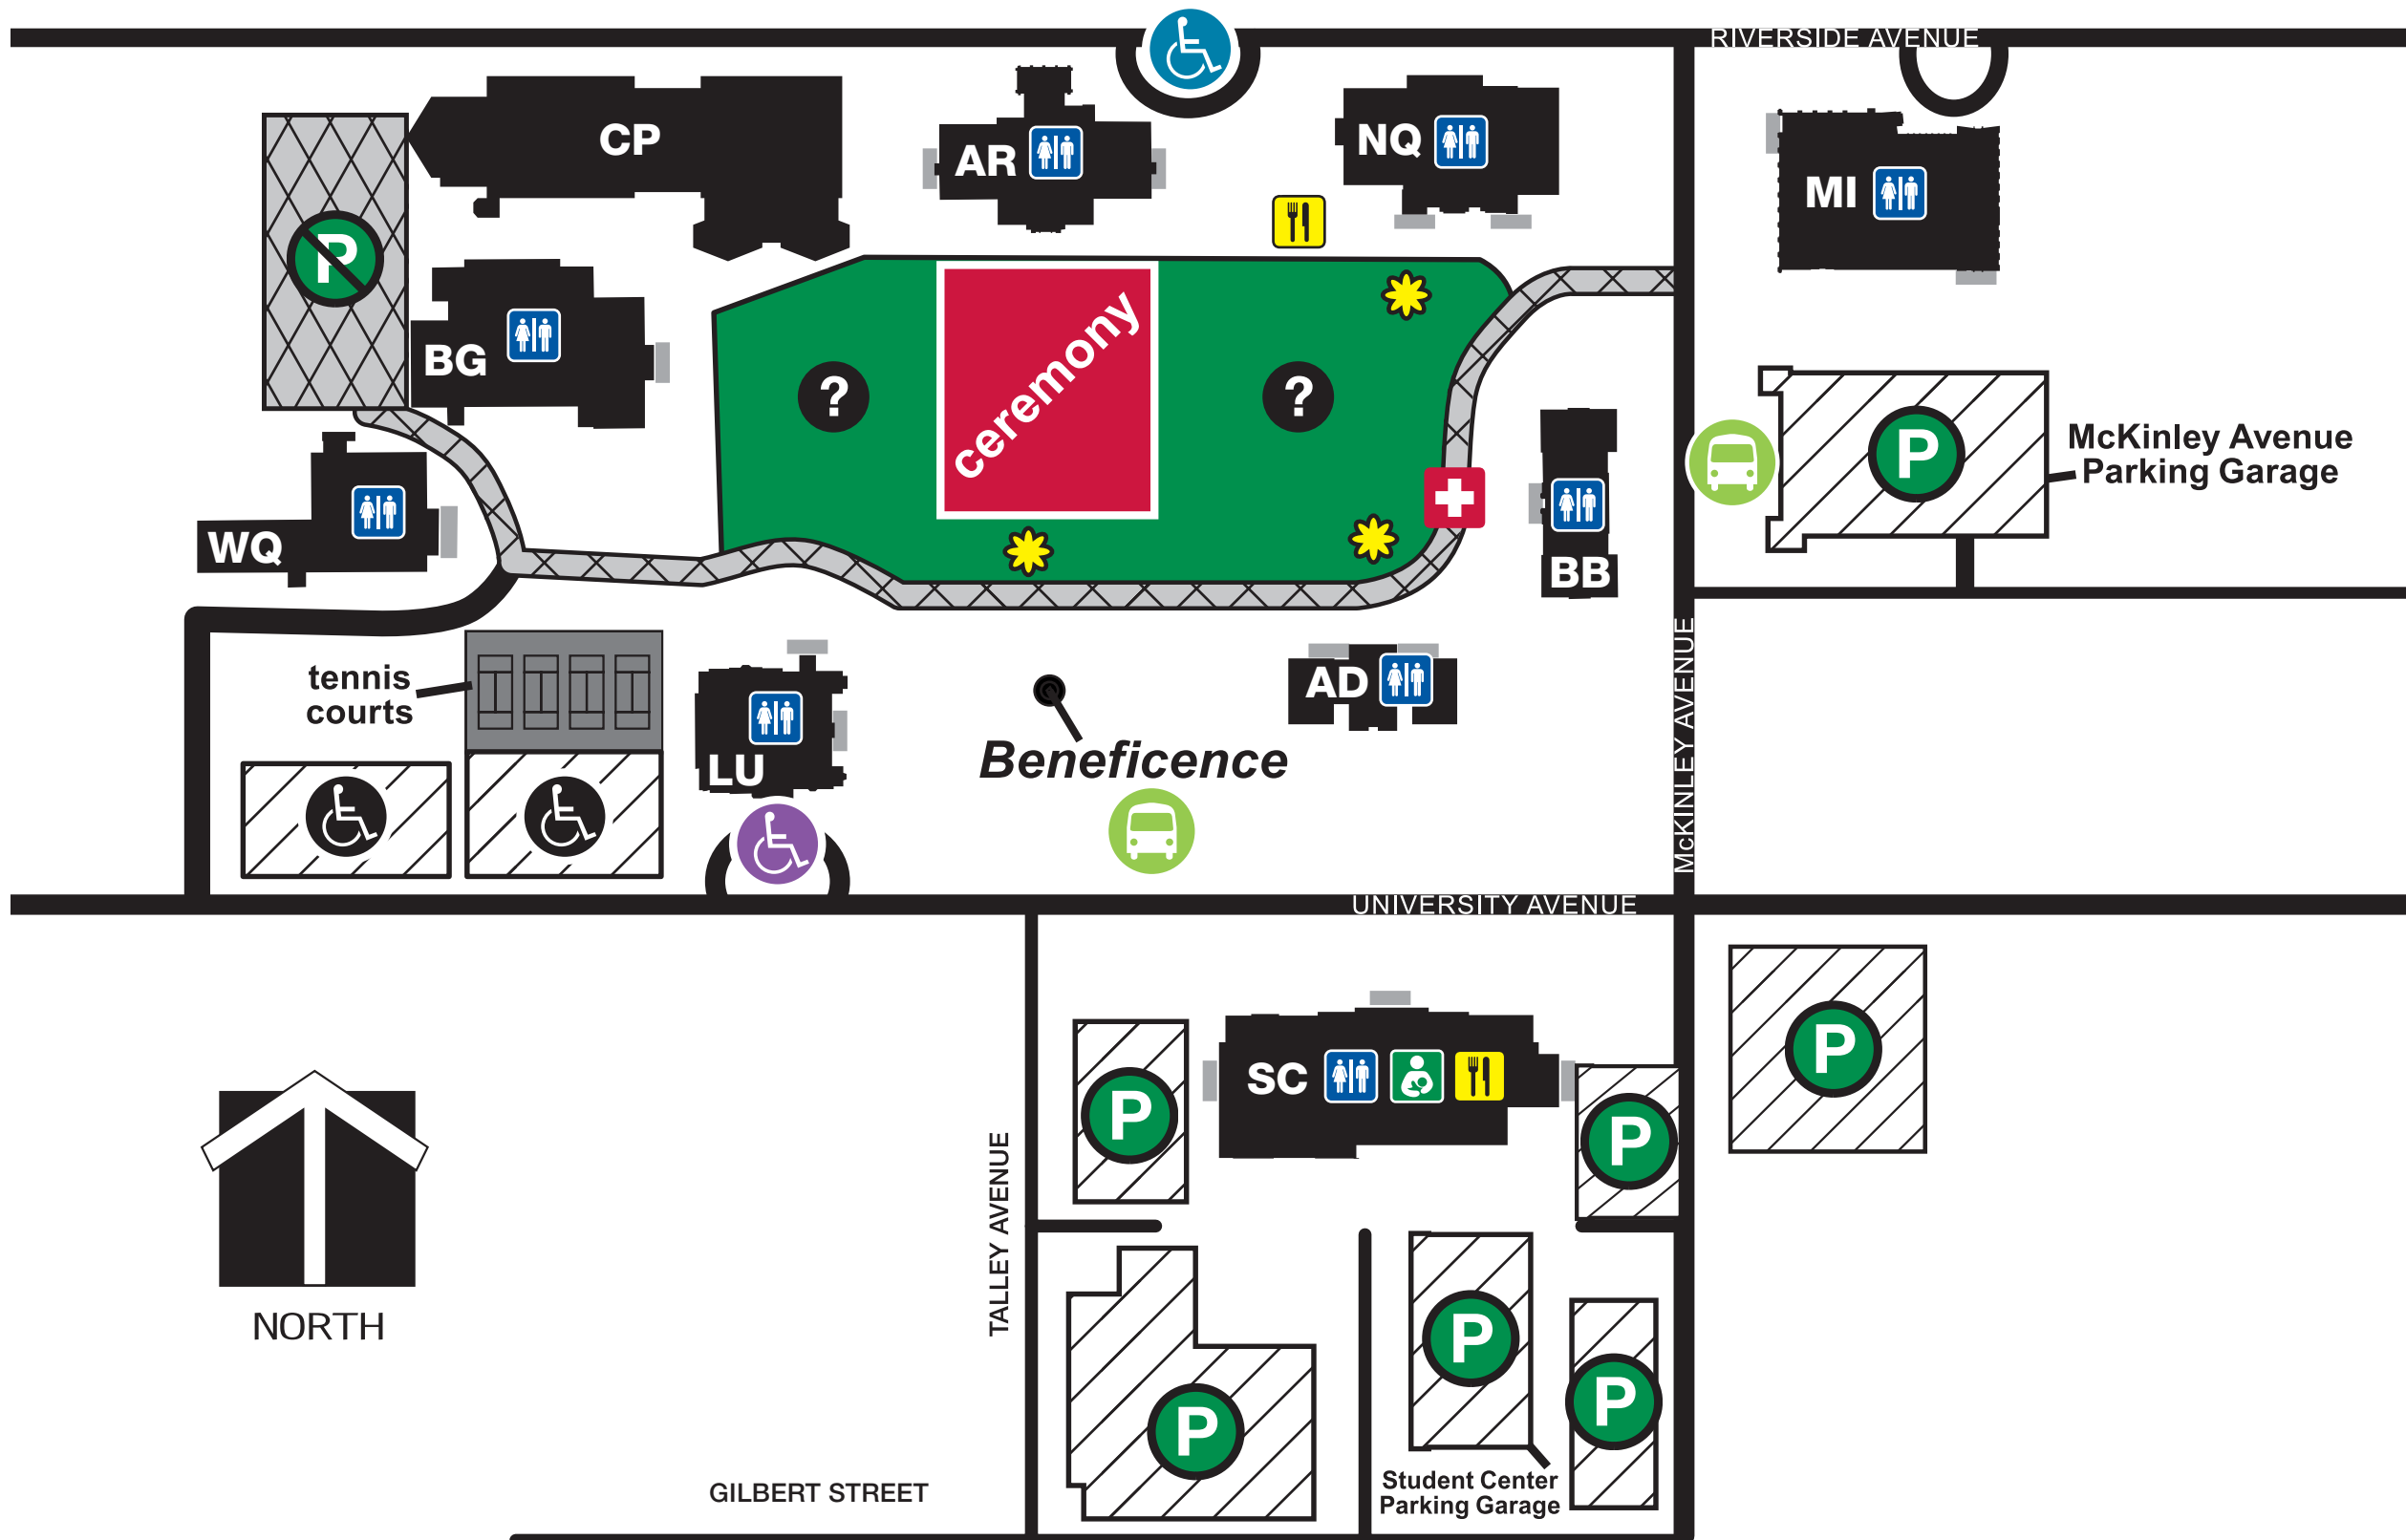 RIVERSIDE AVENUE
CP
AR
NQ
MI
P
BG
ceremony
?
?
McKinley Avenue
Parking Garage
P
WQ
BB
tennis
courts
LU
AD
Beneficence
McKINLEY AVENUE
UNIVERSITY AVENUE
SC
P
P
P
TALLEY AVENUE
NORTH
P
P
P
Student Center
Parking Garage
GILBERT STREET